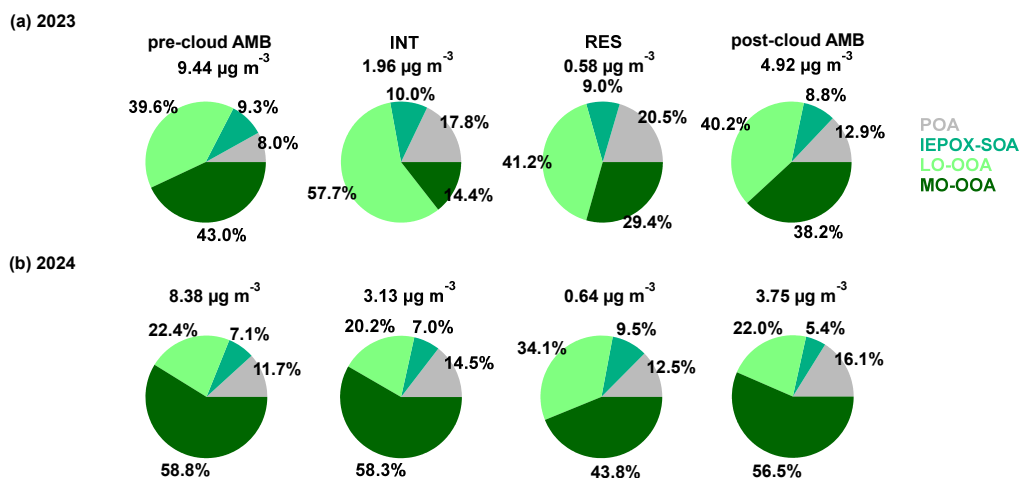 (a) 2023
pre-cloud AMB
9.44 µg m-3
39.6%
9.3%
8.0%
43.0%
INT
1.96 µg m-3
10.0%
17.8%
57.7%
14.4%
RES
0.58 µg m-3
9.0%
20.5%
41.2%
29.4%
post-cloud AMB
4.92 µg m-3
8.8%
40.2%
12.9%
38.2%
POA
IEPOX-SOA
LO-OOA
MO-OOA
(b) 2024
8.38 µg m-3
22.4%
7.1%
11.7%
58.8%
3.13 µg m-3
20.2%
7.0%
14.5%
58.3%
0.64 µg m-3
9.5%
34.1%
12.5%
43.8%
3.75 µg m-3
22.0%
5.4%
16.1%
56.5%